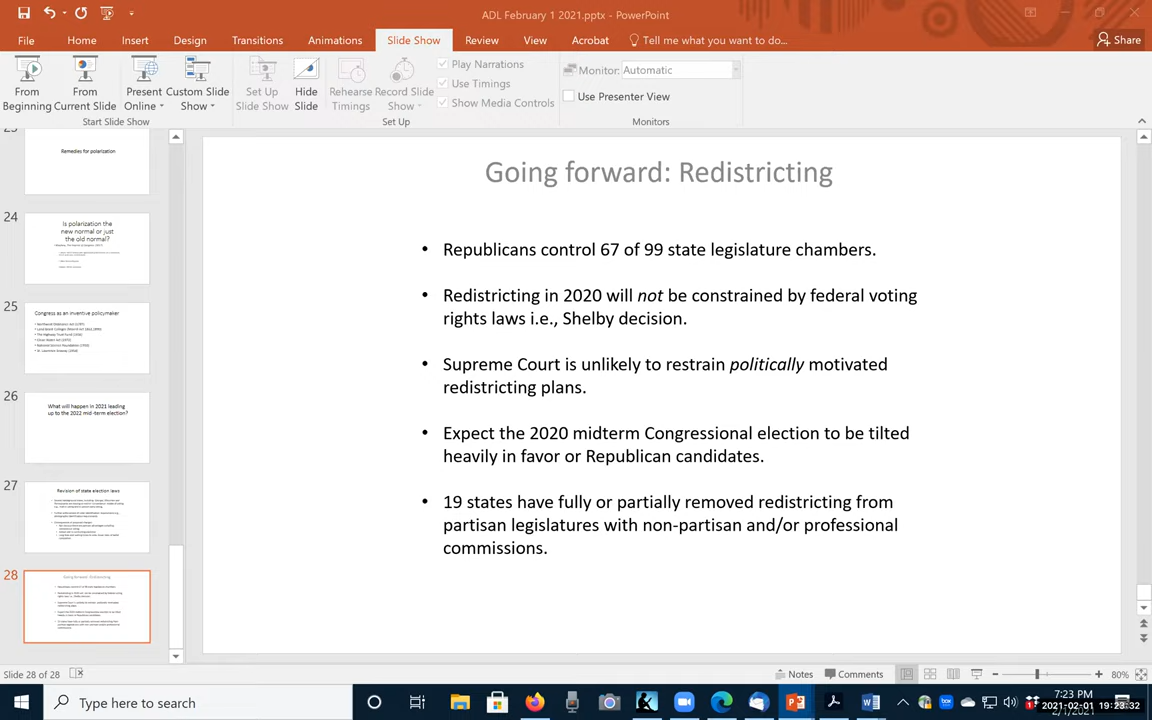 ADL February 1 2021.pptx - PowerPoint
File Home Insert Design Transitions Animations Slide Show Review View Acrobat Tell me what you want to do... Share
From Beginning
From Current Slide
Present Online
Custom Slide Show
Start Slide Show
Set Up Slide Show
Hide Slide
Rehearse Timings
Record Slide Show
Play Narrations
Use Timings
Show Media Controls
Set Up
Monitor: Automatic
Use Presenter View
Monitors
Remedies for polarization
24
Is polarization the
new normal or just
the old normal?
25
Congress as an inventive policymaker
26
What will happen in 2021 leading
up to the 2022 mid-term election?
27
Revision of state election laws
28
Going forward: Redistricting
Going forward: Redistricting
• Republicans control 67 of 99 state legislature chambers.
• Redistricting in 2020 will not be constrained by federal voting
rights laws i.e., Shelby decision.
• Supreme Court is unlikely to restrain politically motivated
redistricting plans.
• Expect the 2020 midterm Congressional election to be tilted
heavily in favor or Republican candidates.
• 19 states have fully or partially removed redistricting from
partisan legislatures with non-partisan and/or professional
commissions.
Slide 28 of 28
Notes Comments 80%
Type here to search
7:23 PM
2021-02-01 19:23:32